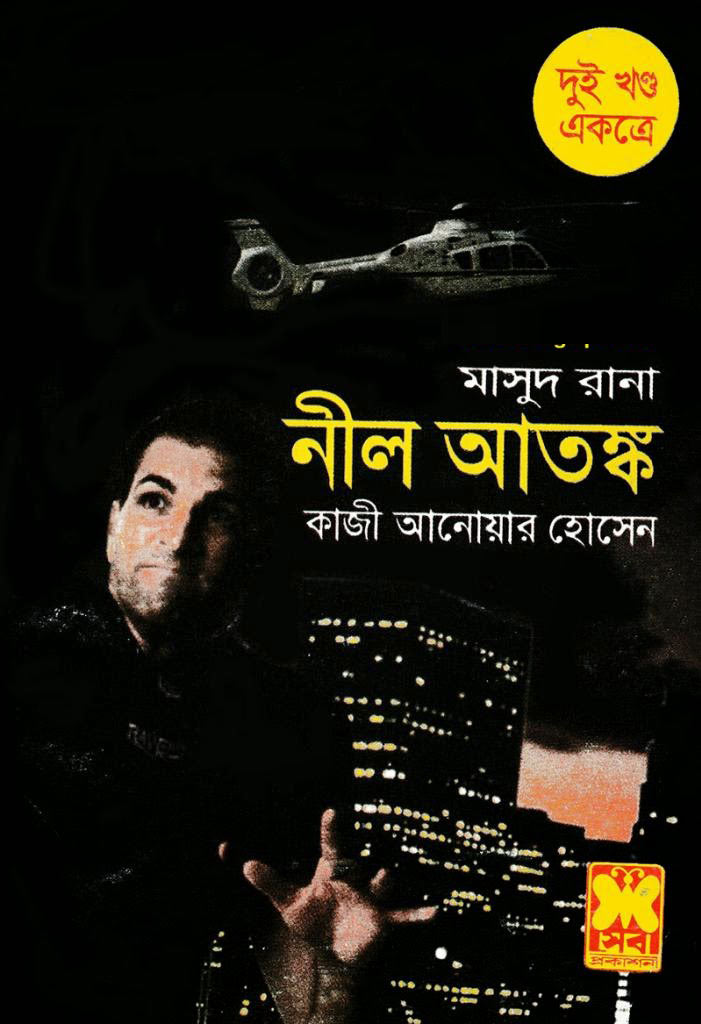 দুই খণ্ড
একত্রে
মাসুদ রানা
নীল আতঙ্ক
কাজী আনোয়ার হোসেন
সেবা
প্রকাশনী